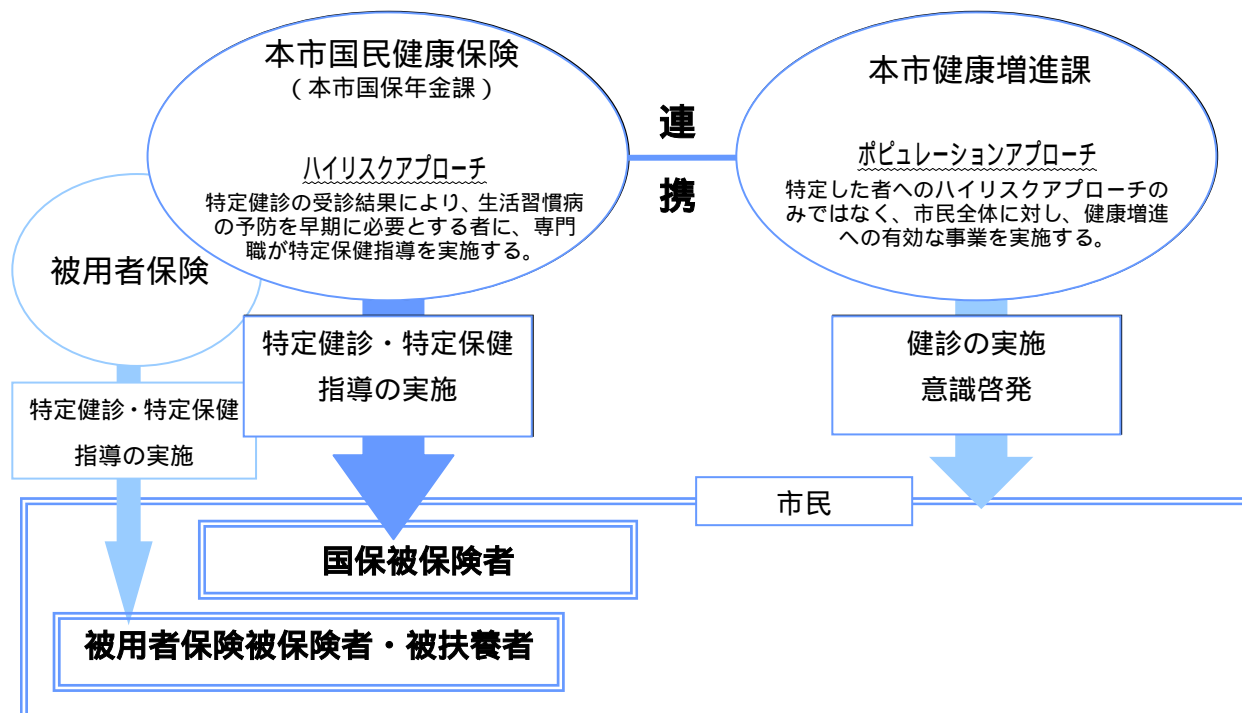 本市国民健康保険
（本市国保年金課）
ハイリスクアプローチ
特定健診の受診結果により、生活習慣病
の予防を早期に必要とする者に、専門
職が特定保健指導を実施する。
連
携
本市健康増進課
ポピュレーションアプローチ
特定した者へのハイリスクアプローチの
みではなく、市民全体に対し、健康増進
への有効な事業を実施する。
被用者保険
特定健診・特定保健
指導の実施
特定健診・特定保健
指導の実施
健診の実施
意識啓発
市民
国保被保険者
被用者保険被保険者・被扶養者